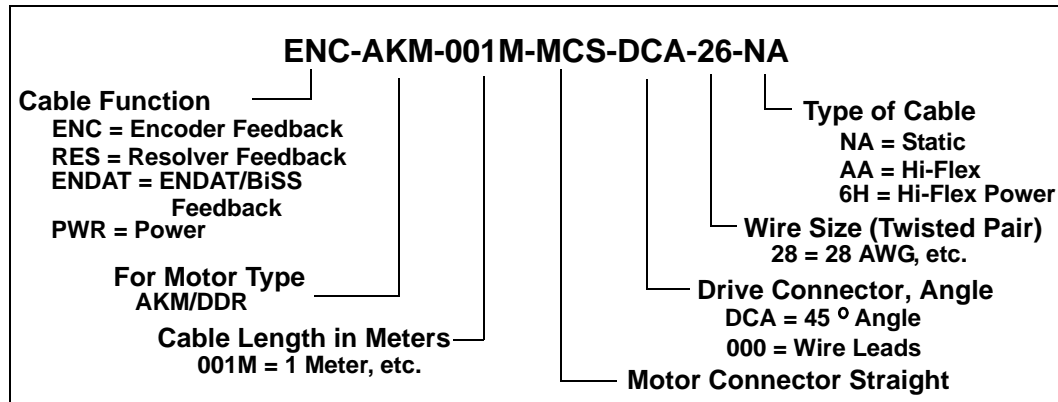 ENC-AKM-001M-MCS-DCA-26-NA
Cable Function
ENC = Encoder Feedback
RES = Resolver Feedback
ENDAT = ENDAT/BiSS
Feedback
PWR = Power
For Motor Type
AKM/DDR
Cable Length in Meters
001M = 1 Meter, etc.
Type of Cable
NA = Static
AA = Hi-Flex
6H = Hi-Flex Power
Wire Size (Twisted Pair)
28 = 28 AWG, etc.
Drive Connector, Angle
DCA = 45 º Angle
000 = Wire Leads
Motor Connector Straight